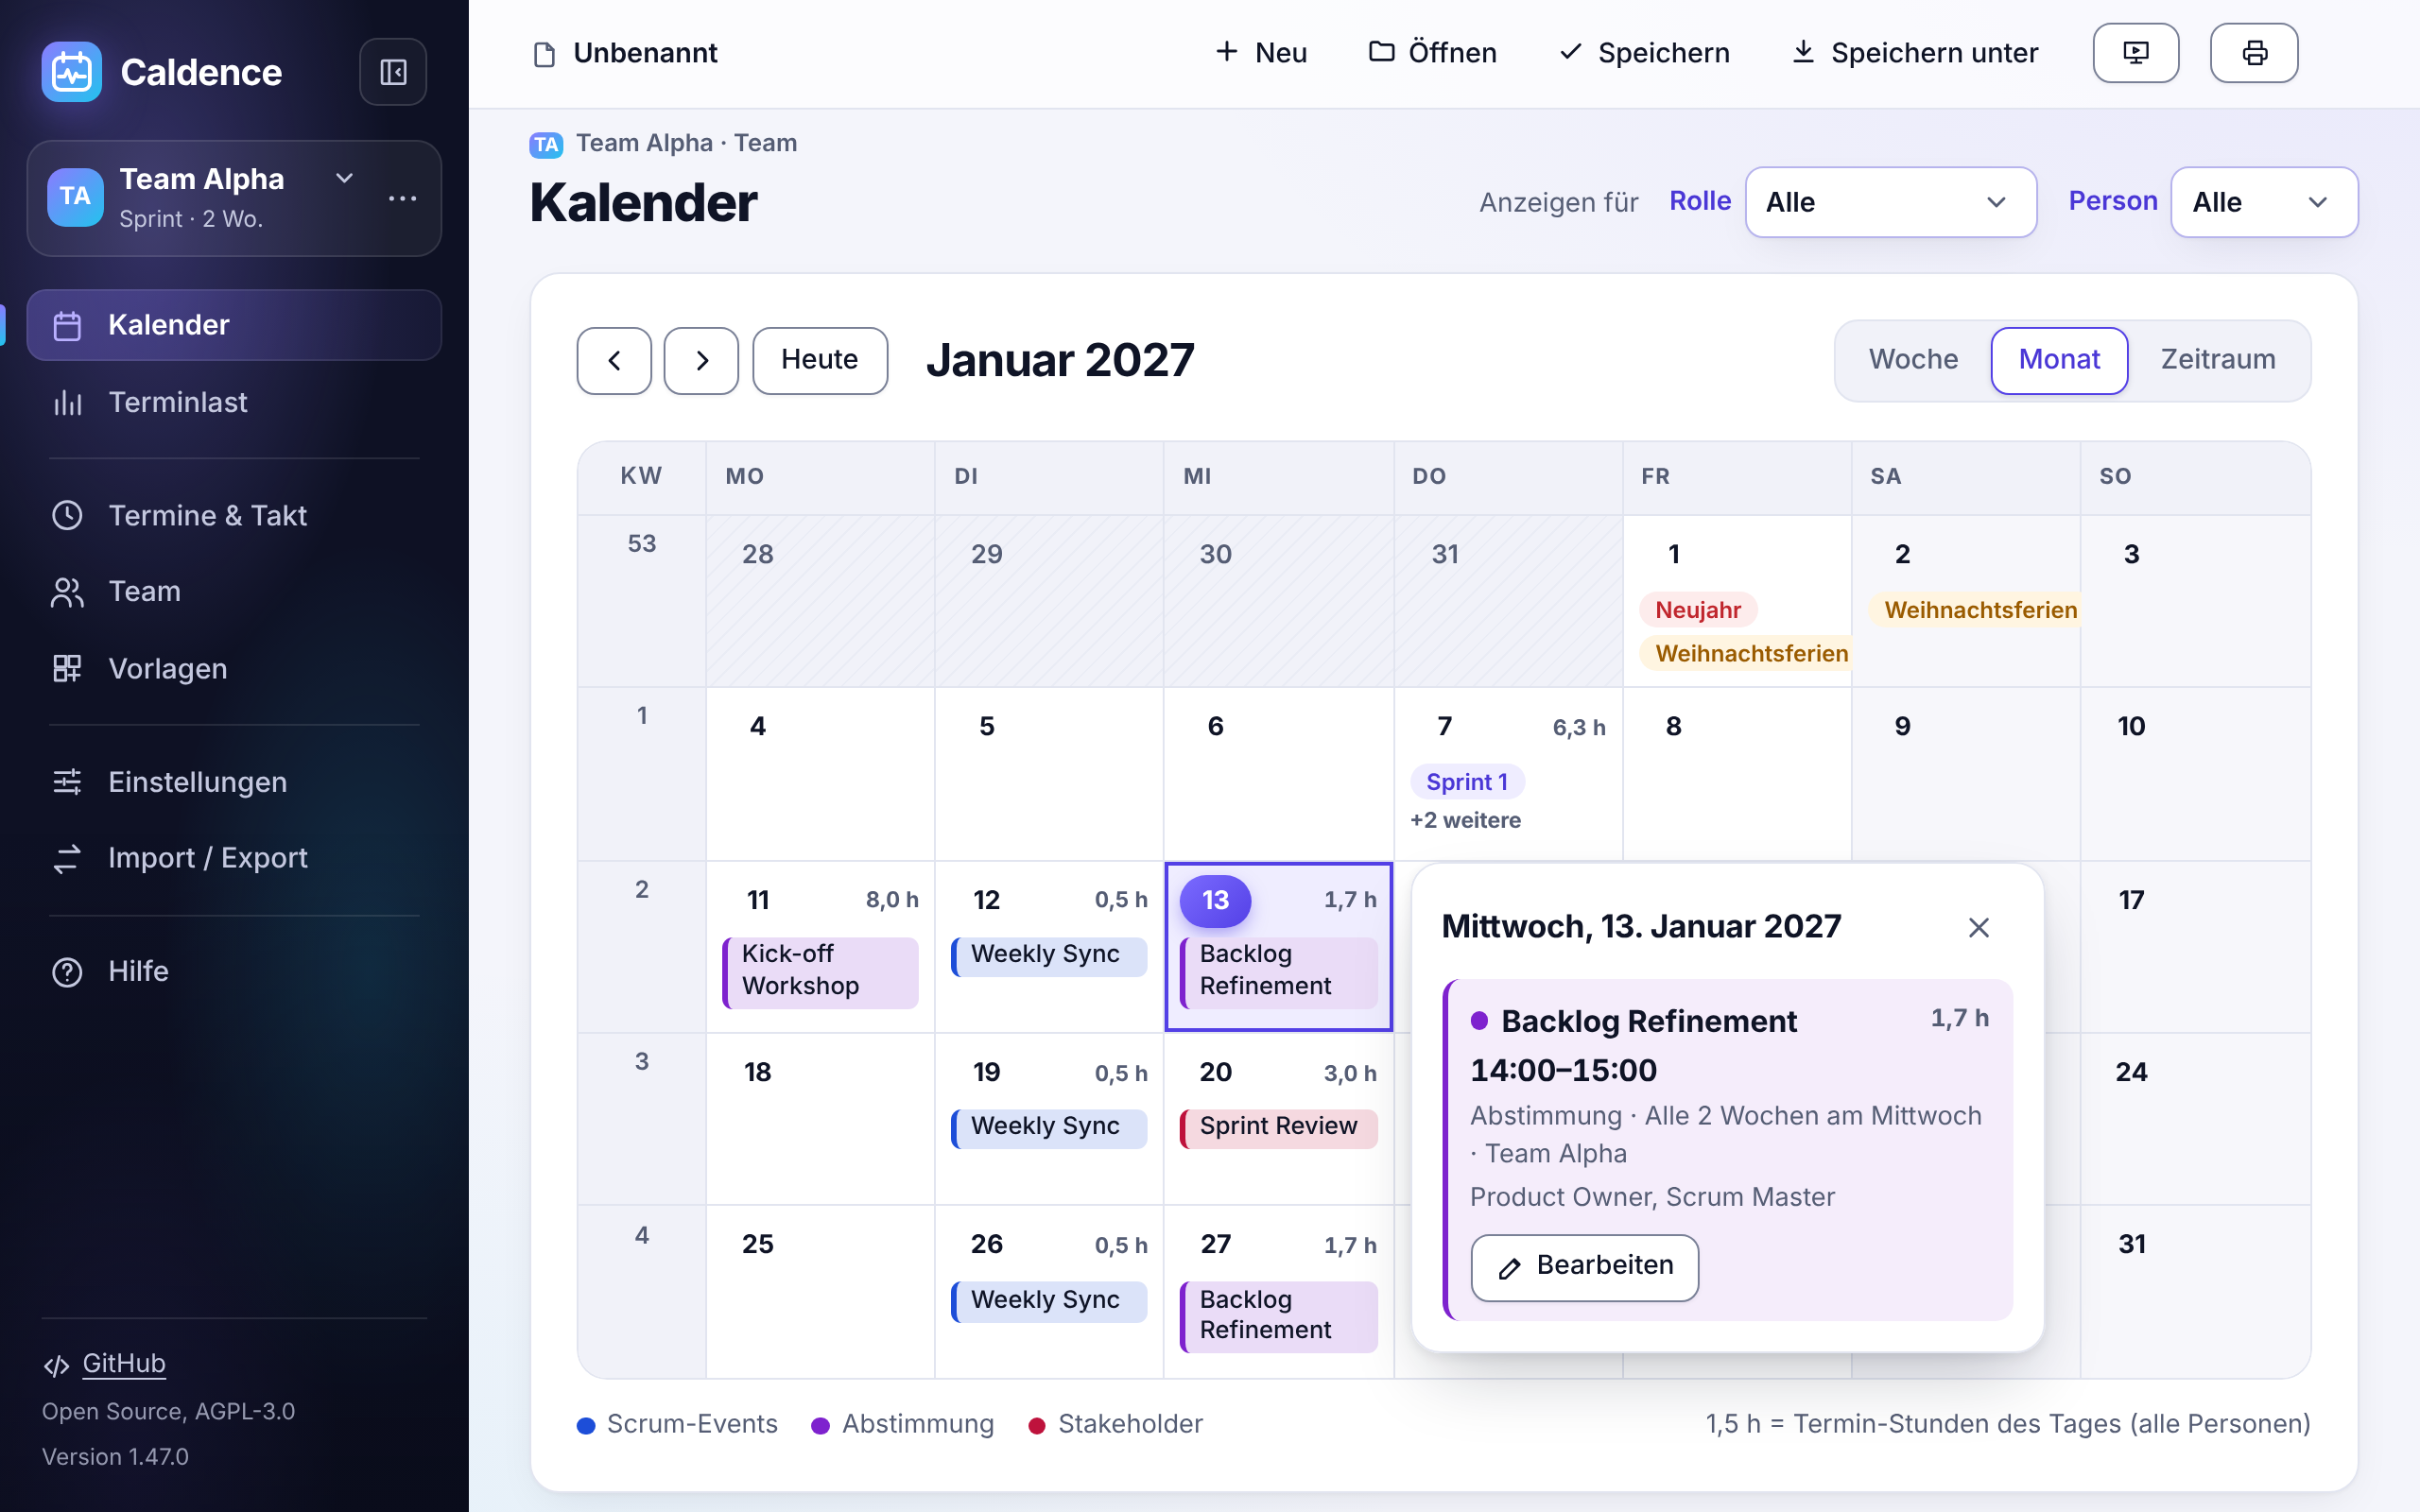 Caldence
TA
Team Alpha
Sprint · 2 Wo.
Kalender
Terminlast
Termine & Takt
Team
Vorlagen
Einstellungen
Import / Export
Hilfe
GitHub
Open Source, AGPL-3.0
Version 1.47.0
Unbenannt
Neu
Öffnen
Speichern
Speichern unter
TA Team Alpha · Team
Kalender
Anzeigen für Rolle Alle Person Alle
Heute
Januar 2027
Woche Monat Zeitraum
KW MO DI MI DO FR SA SO
53 28 29 30 31 1 2 3
Neujahr
Weihnachtsferien
Weihnachtsferien
1 4 5 6 7 6,3 h 8 9 10
Sprint 1
+2 weitere
2 11 8,0 h 12 0,5 h 13 1,7 h 17
Kick-off
Workshop
Weekly Sync
Backlog
Refinement
3 18 19 0,5 h 20 3,0 h 24
Weekly Sync
Sprint Review
4 25 26 0,5 h 27 1,7 h 31
Weekly Sync
Backlog
Refinement
Mittwoch, 13. Januar 2027
Backlog Refinement 1,7 h
14:00–15:00
Abstimmung · Alle 2 Wochen am Mittwoch
· Team Alpha
Product Owner, Scrum Master
Bearbeiten
Scrum-Events Abstimmung Stakeholder
1,5 h = Termin-Stunden des Tages (alle Personen)